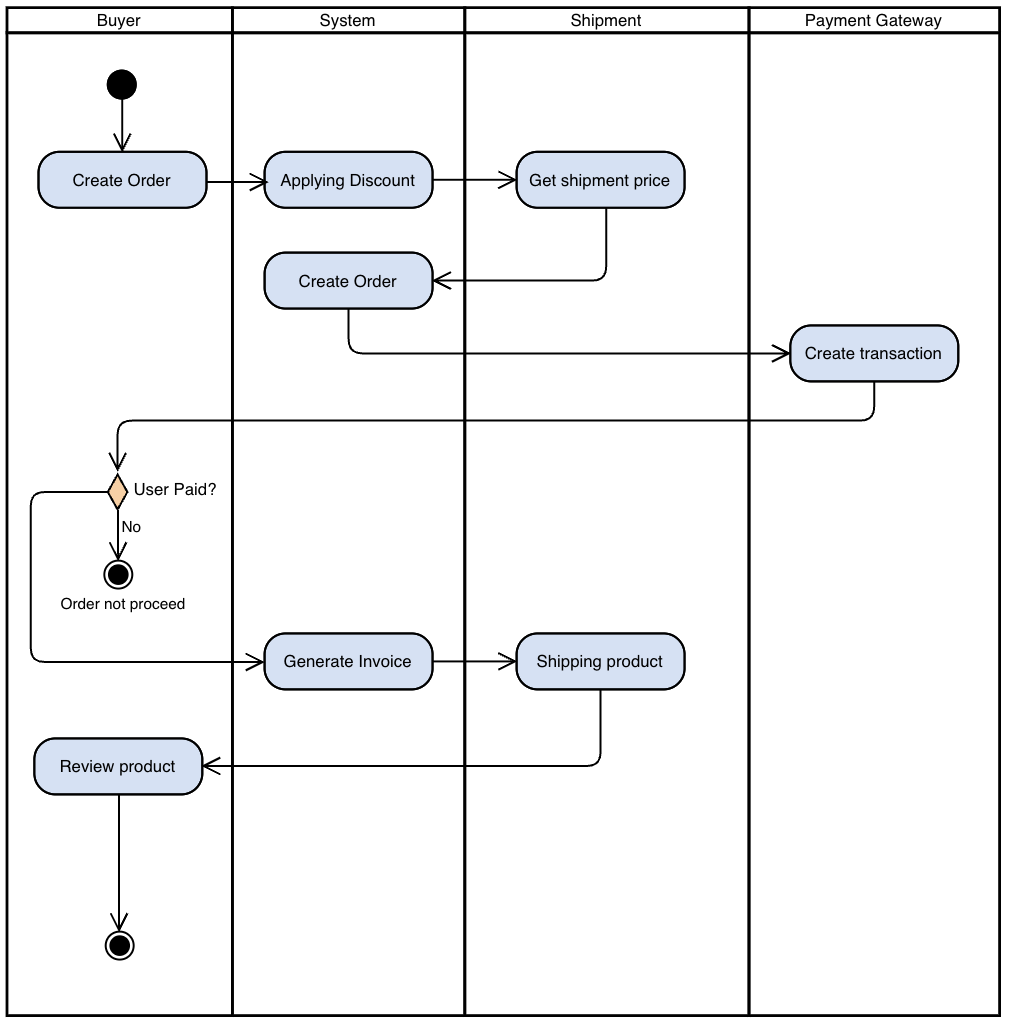 Buyer
System
Shipment
Payment Gateway
Create Order
Applying Discount
Get shipment price
Create Order
Create transaction
User Paid?
No
Order not proceed
Generate Invoice
Shipping product
Review product